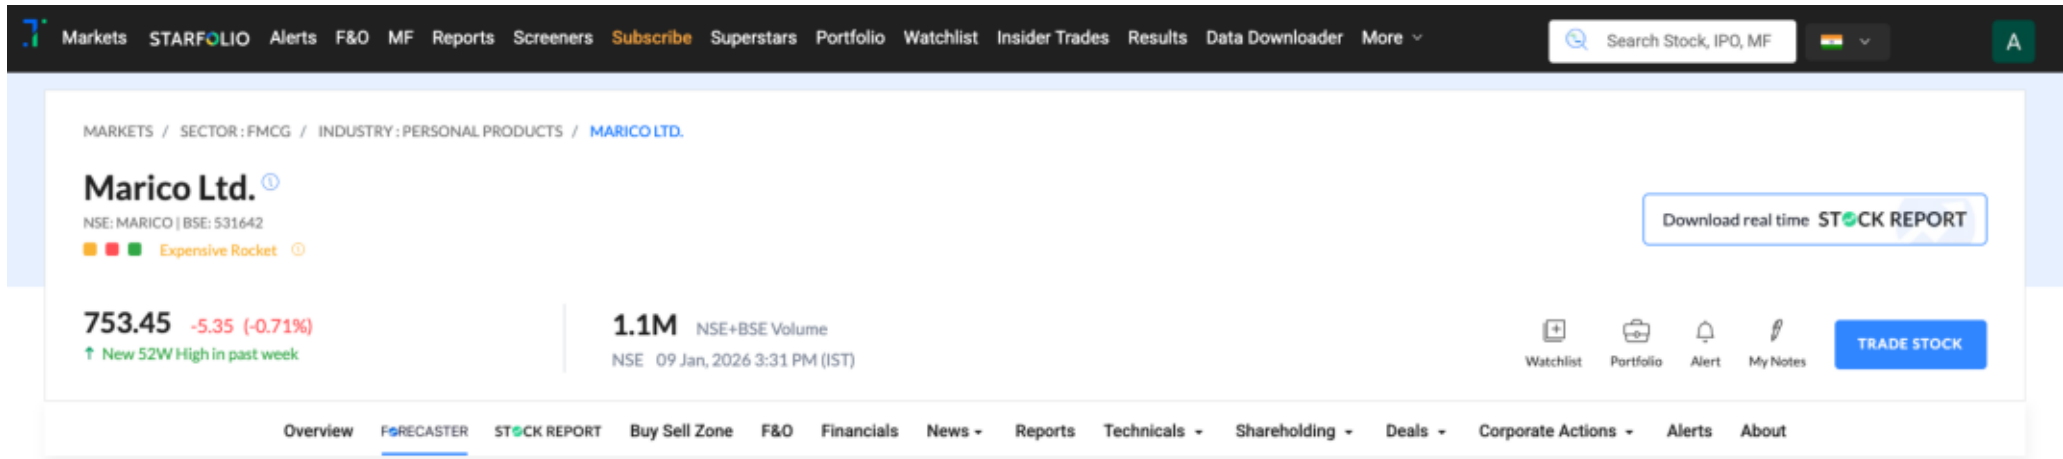 Markets STARFOLIO Alerts F&O MF Reports Screeners Subscribe Superstars Portfolio Watchlist Insider Trades Results Data Downloader More Search Stock, IPO, MF A
MARKETS / SECTOR : FMCG / INDUSTRY : PERSONAL PRODUCTS / MARICO LTD.
Marico Ltd.
NSE: MARICO | BSE: 531642
Expensive Rocket
Download real time STOCK REPORT
753.45 -5.35 (-0.71%)
↑ New 52W High in past week
1.1M NSE+BSE Volume
NSE 09 Jan, 2026 3:31 PM (IST)
Watchlist Portfolio Alert My Notes TRADE STOCK
Overview FORECASTER STOCK REPORT Buy Sell Zone F&O Financials News Reports Technicals Shareholding Deals Corporate Actions Alerts About